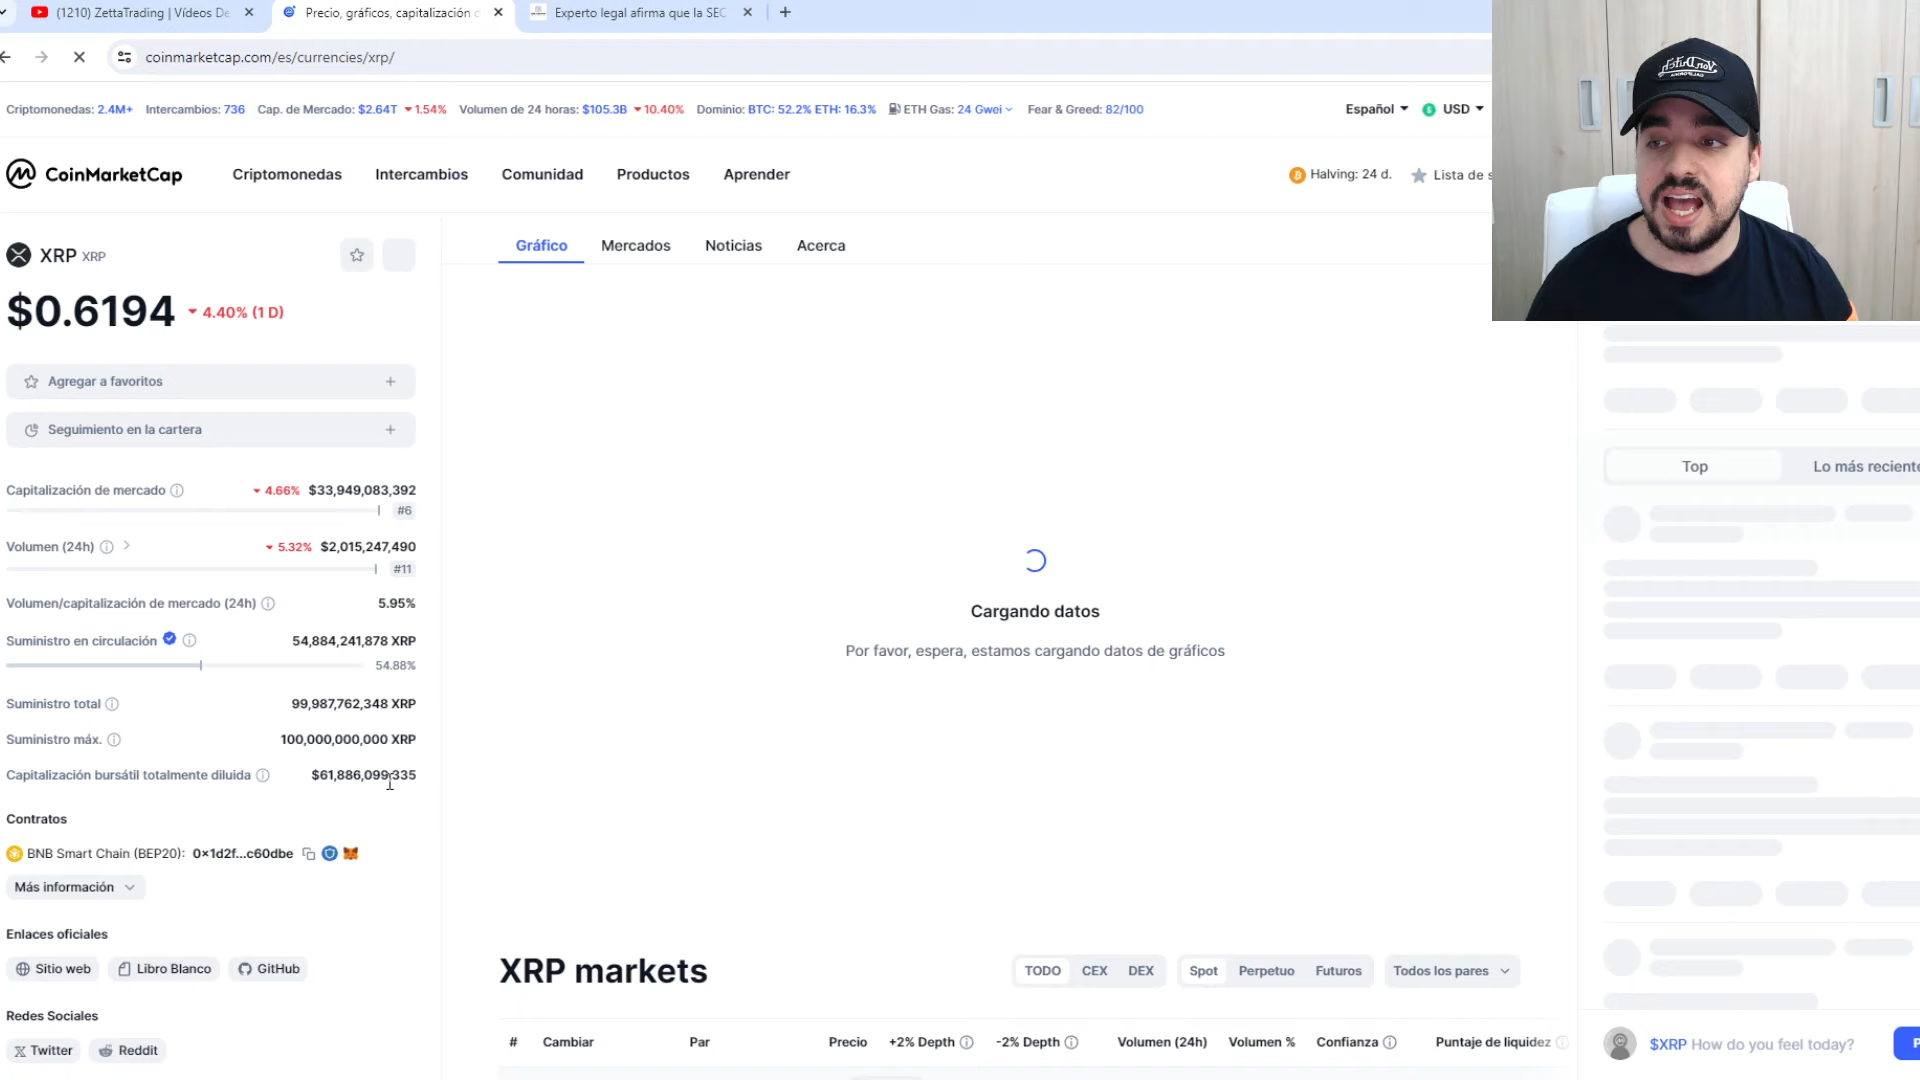 (1210) ZettaTrading | Vídeos De
Precio, gráficos, capitalización d
Experto legal afirma que la SEC
coinmarketcap.com/es/currencies/xrp/
Criptomonedas: 2.4M+ Intercambios: 736 Cap. de Mercado: $2.64T 1.54% Volumen de 24 horas: $105.3B 10.40% Dominio: BTC: 52.2% ETH: 16.3% ETH Gas: 24 Gwei Fear & Greed: 82/100 Español USD
CoinMarketCap Criptomonedas Intercambios Comunidad Productos Aprender Halving: 24 d. Lista de s
Von Dutch
XRP XRP
Gráfico Mercados Noticias Acerca
$0.6194 4.40% (1 D)
Agregar a favoritos +
Seguimiento en la cartera +
Top Lo más reciente
Capitalización de mercado 4.66% $33,949,083,392
#6
Volumen (24h) 5.32% $2,015,247,490
#11
Volumen/capitalización de mercado (24h) 5.95%
Suministro en circulación 54,884,241,878 XRP
54.88%
Cargando datos
Por favor, espera, estamos cargando datos de gráficos
Suministro total 99,987,762,348 XRP
Suministro máx. 100,000,000,000 XRP
Capitalización bursátil totalmente diluida $61,886,099,335
Contratos
BNB Smart Chain (BEP20): 0x1d2f...c60dbe
Más información
Enlaces oficiales
Sitio web Libro Blanco GitHub
Redes Sociales
Twitter Reddit
XRP markets TODO CEX DEX Spot Perpetuo Futuros Todos los pares
# Cambiar Par Precio +2% Depth -2% Depth Volumen (24h) Volumen % Confianza Puntaje de liquidez
$XRP How do you feel today? P